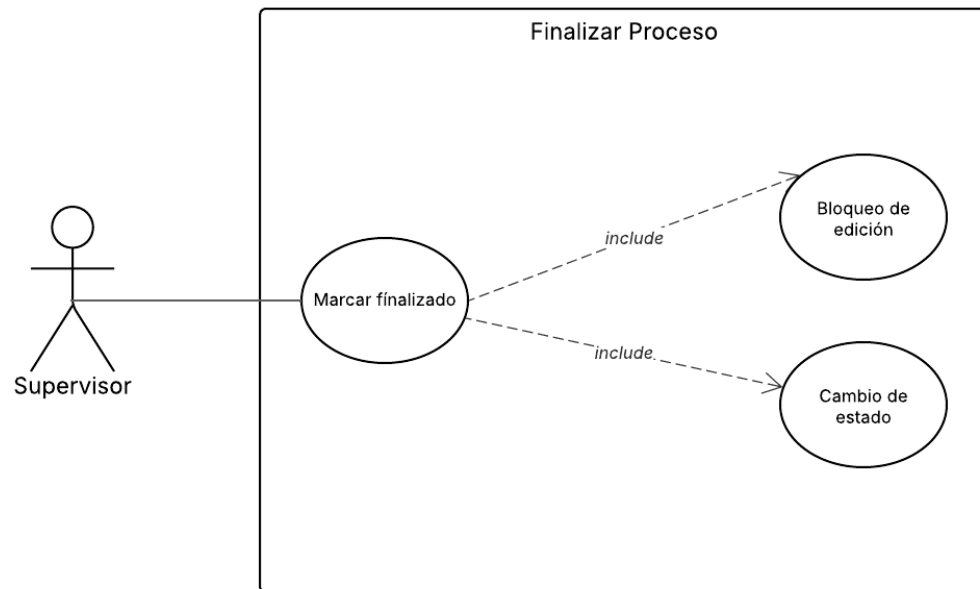 Finalizar Proceso
Bloqueo de
edición
include
Marcar fínalizado
include
Supervisor
Cambio de
estado